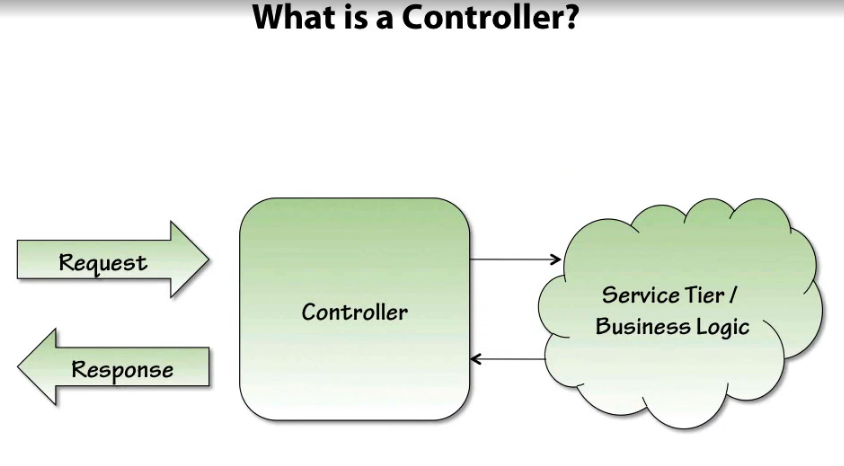 What is a Controller?
Request
Response
Controller
Service Tier /
Business Logic